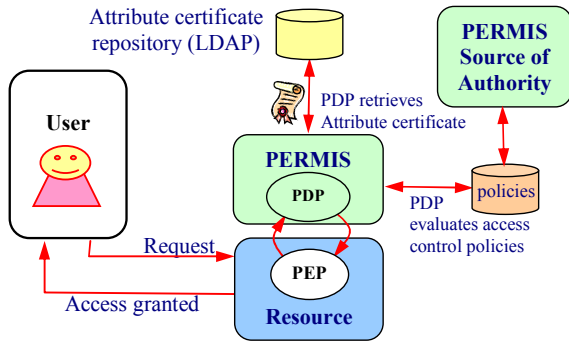 Attribute certificate
repository (LDAP)
PERMIS
Source of
Authority
User
PDP retrieves
Attribute certificate
PERMIS
PDP
policies
PDP
evaluates access
control policies
Request
PEP
Access granted
Resource